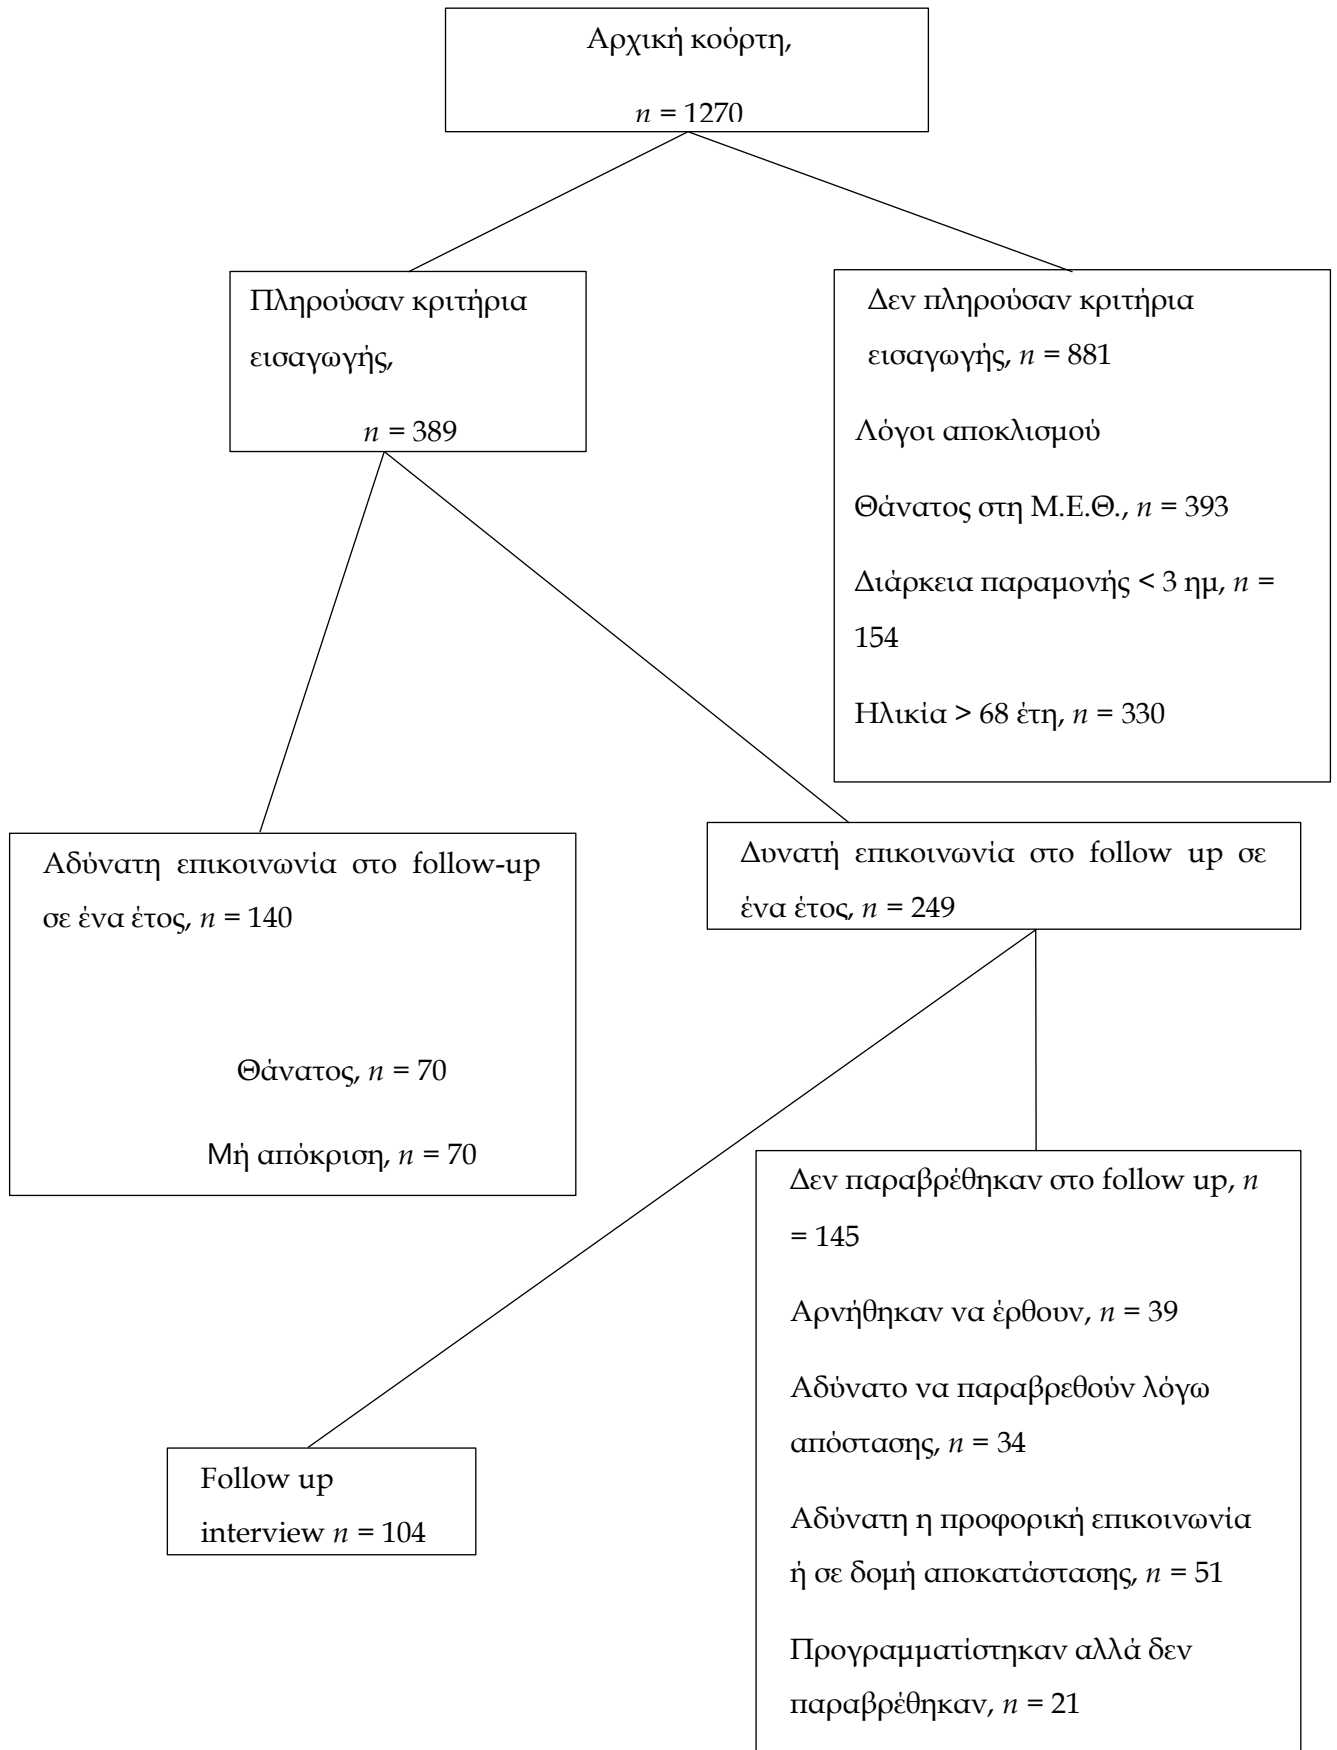 Αρχική κοόρτη,
n = 1270
Πληρούσαν κριτήρια
εισαγωγής,
n = 389
Δεν πληρούσαν κριτήρια
εισαγωγής, n = 881
Λόγοι αποκλισμού
Θάνατος στη Μ.Ε.Θ., n = 393
Διάρκεια παραμονής < 3 ημ, n =
154
Ηλικία > 68 έτη, n = 330
Αδύνατη επικοινωνία στο follow-up
σε ένα έτος, n = 140
Θάνατος, n = 70
Μή απόκριση, n = 70
Δυνατή επικοινωνία στο follow up σε
ένα έτος, n = 249
Follow up
interview n = 104
Δεν παραβρέθηκαν στο follow up, n
= 145
Αρνήθηκαν να έρθουν, n = 39
Αδύνατο να παραβρεθούν λόγω
απόστασης, n = 34
Αδύνατη η προφορική επικοινωνία
ή σε δομή αποκατάστασης, n = 51
Προγραμματίστηκαν αλλά δεν
παραβρέθηκαν, n = 21